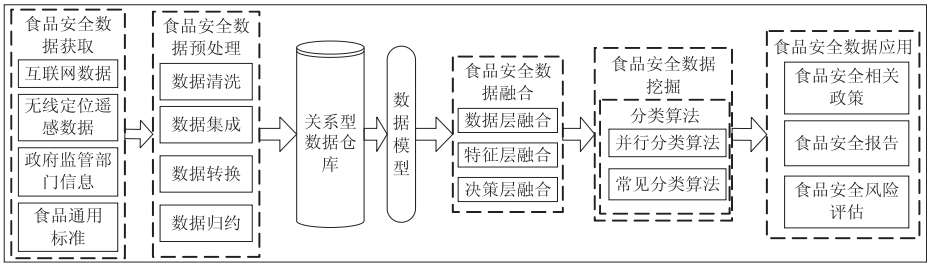 食品安全数
据获取
互联网数据
无线定位遥
感数据
政府监管部
门信息
食品通用
标准
食品安全数
据预处理
数据清洗
数据集成
数据转换
数据归约
关系型
数据仓
库
数
据
模
型
食品安全数
据融合
数据层融合
特征层融合
决策层融合
食品安全数据
挖掘
分类算法
并行分类算法
常见分类算法
食品安全数据应用
食品安全相关
政策
食品安全报告
食品安全风险
评估